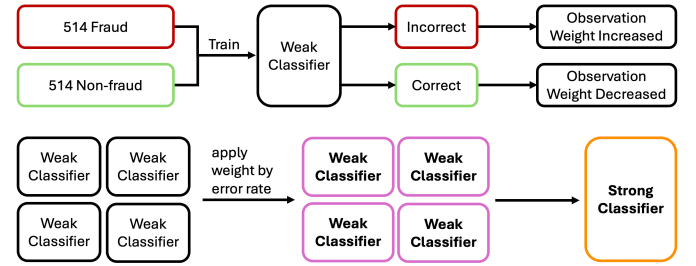 514 Fraud
514 Non-fraud
Train
Weak
Classifier
Incorrect
Correct
Observation
Weight Increased
Observation
Weight Decreased
Weak
Classifier
Weak
Classifier
Weak
Classifier
Weak
Classifier
apply
weight by
error rate
Weak
Classifier
Weak
Classifier
Weak
Classifier
Weak
Classifier
Strong
Classifier